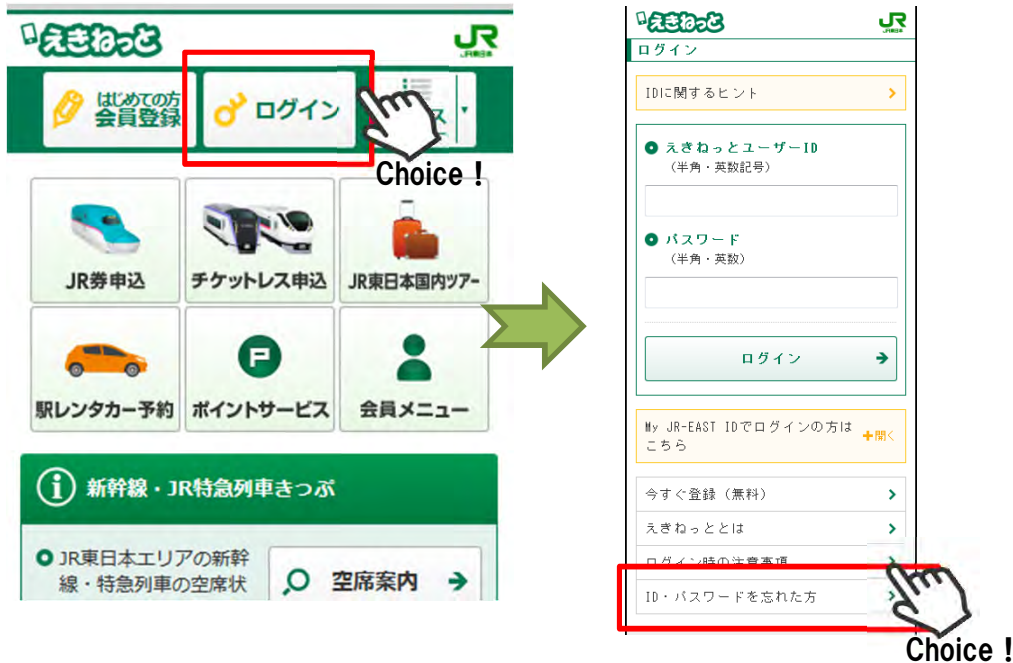 えきねっと
JR
JR東日本
はじめての方
会員登録
ログイン
ス
Choice！
JR券申込
チケットレス申込
JR東日本国内ツアー
駅レンタカー予約
P
ポイントサービス
会員メニュー
i
新幹線・JR特急列車きっぷ
JR東日本エリアの新幹
線・特急列車の空席状
空席案内
えきねっと
JR
JR東日本
ログイン
IDに関するヒント
えきねっとユーザーID
（半角・英数記号）
パスワード
（半角・英数）
ログイン
My JR-EAST IDでログインの方は
こちら
+開く
今すぐ登録（無料）
えきねっととは
ログイン時の注意事項
ID・パスワードを忘れた方
Choice！